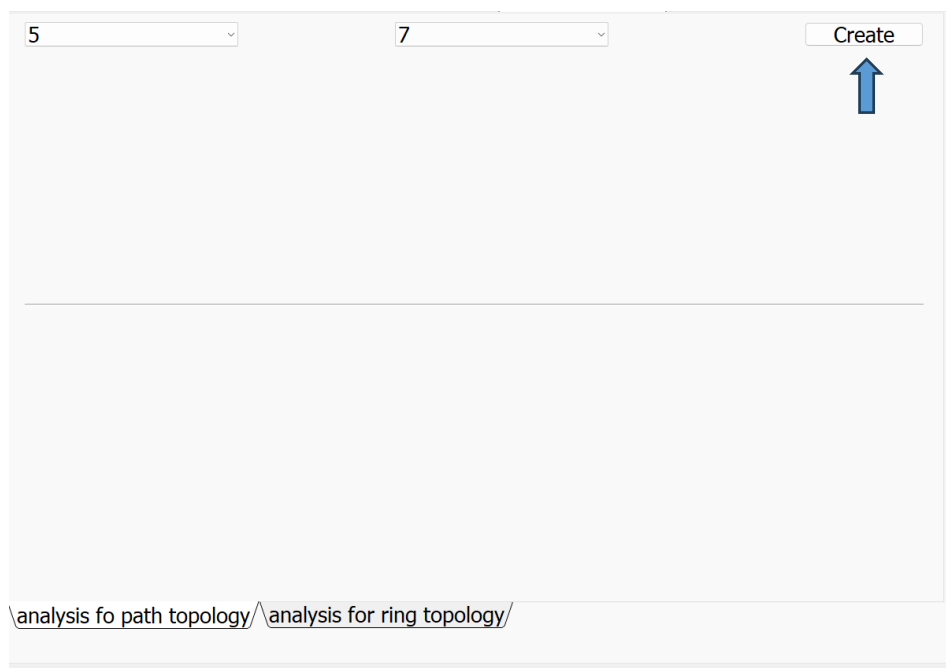 5
7
Create
analysis fo path topology
analysis for ring topology